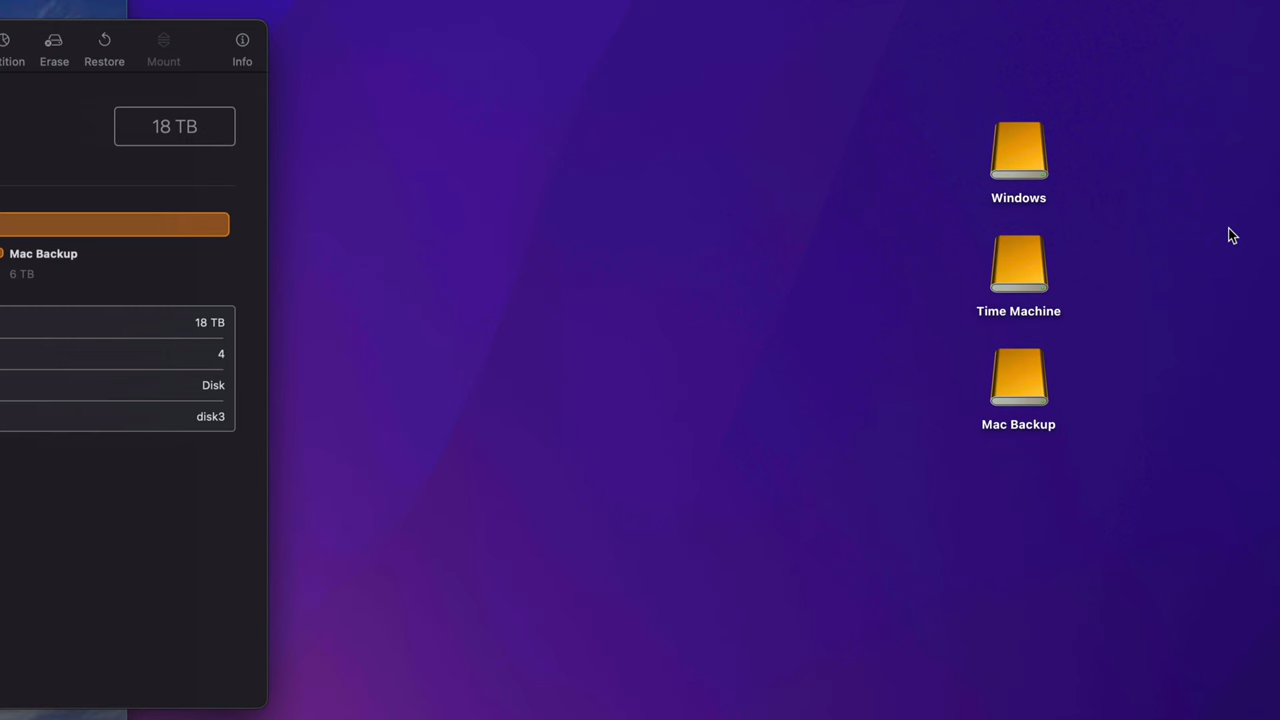 tition Erase Restore Mount Info
18 TB
Mac Backup
6 TB
18 TB
4
Disk
disk3
Windows
Time Machine
Mac Backup